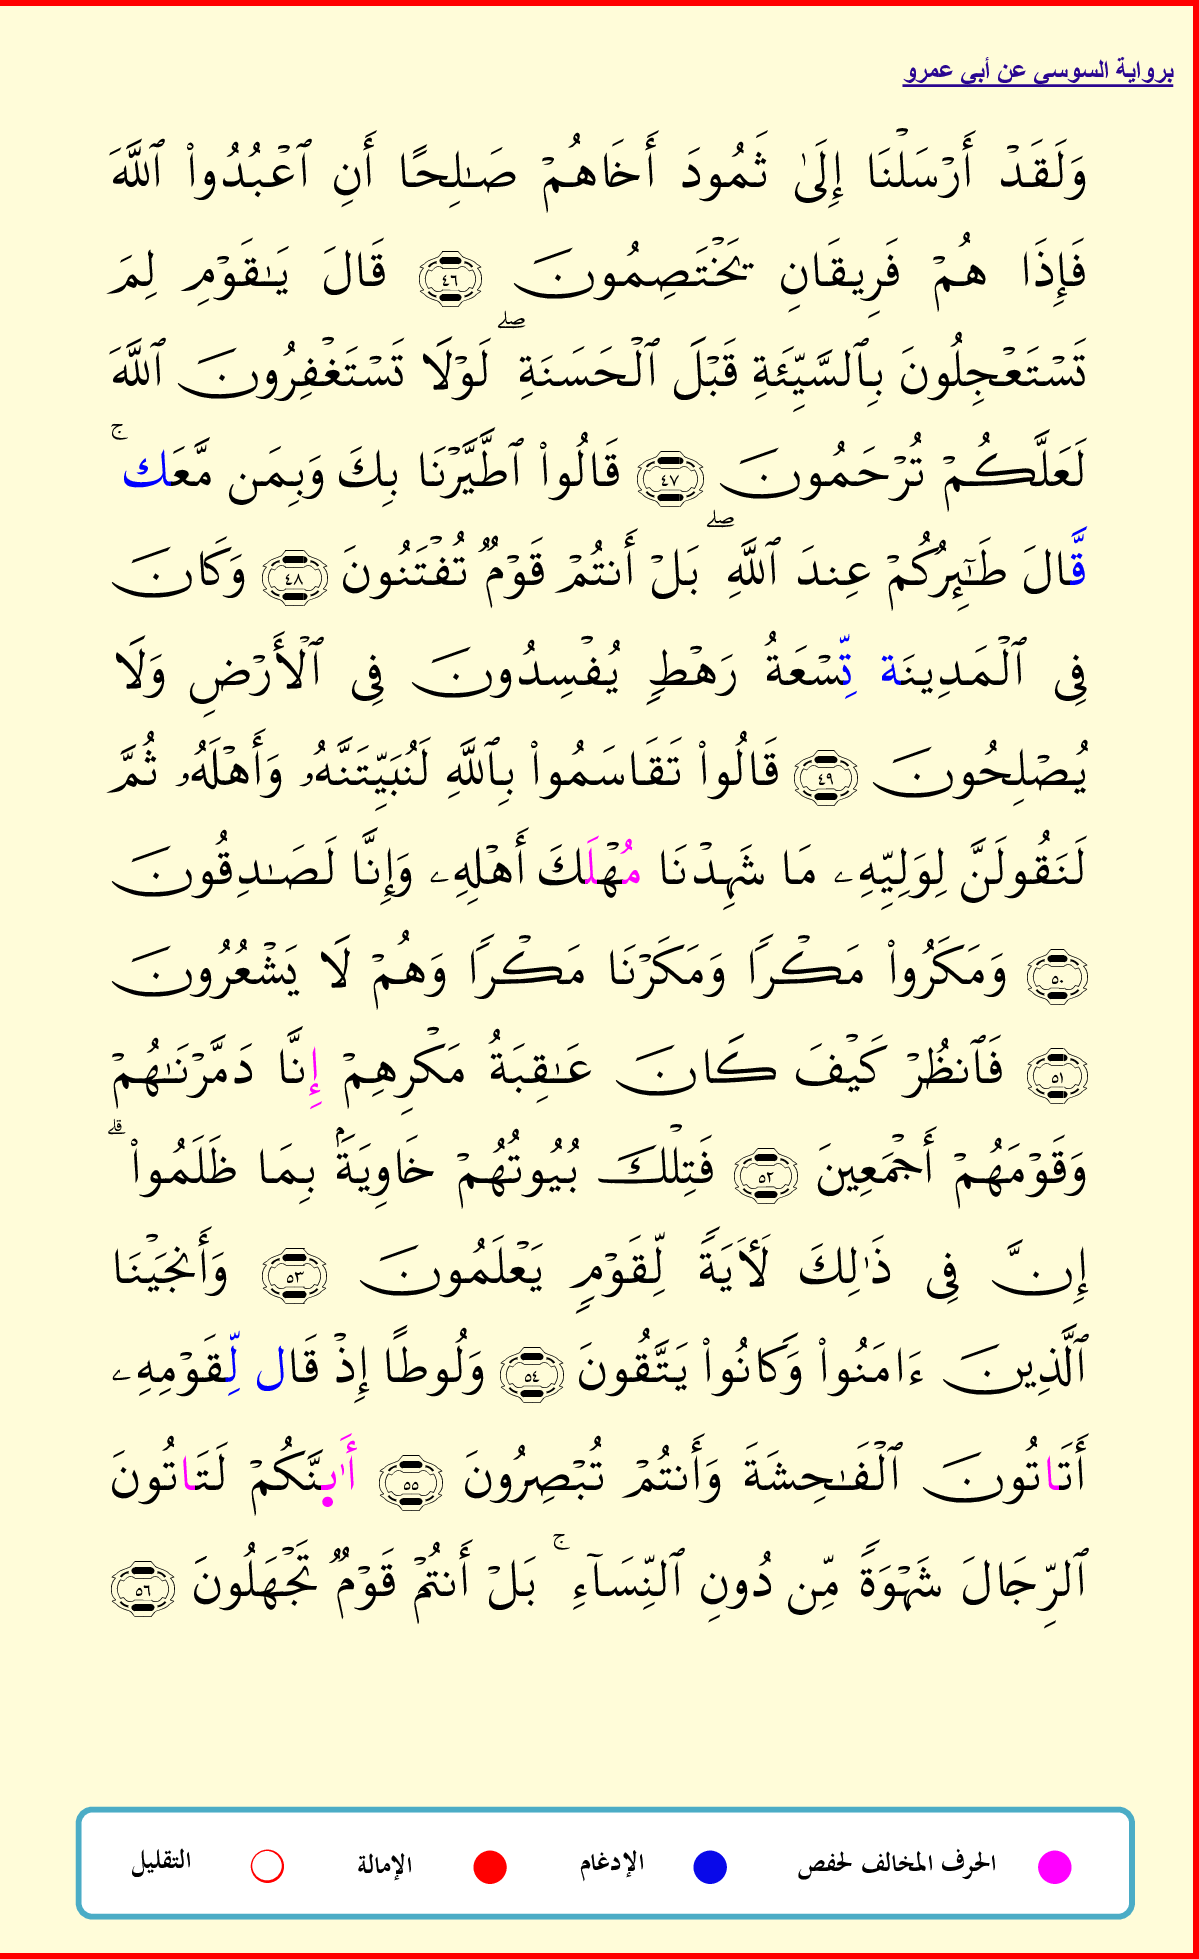 برواية السوسي عن أبي عمرو
وَلَقَدۡ أَرۡسَلۡنَا إِلَىٰ ثَمُودَ أَخَاهُمۡ صَـٰلِحًا أَنِ ٱعۡبُدُواْ ٱللَّهَ
فَإِذَا هُمۡ فَرِيقَانِ يَخۡتَصِمُونَ ٤٦ قَالَ يَـٰقَوۡمِ لِمَ
تَسۡتَعۡجِلُونَ بِٱلسَّيِّئَةِ قَبۡلَ ٱلۡحَسَنَةِۖ لَوۡلَا تَسۡتَغۡفِرُونَ ٱللَّهَ
لَعَلَّكُمۡ تُرۡحَمُونَ ٤٧ قَالُواْ ٱطَّيَّرۡنَا بِكَ وَبِمَن مَّعَكۚ
قَّالَ طَـٰٓئِرُكُمۡ عِندَ ٱللَّهِۖ بَلۡ أَنتُمۡ قَوۡمٌ تُفۡتَنُونَ ٤٨ وَكَانَ
فِي ٱلۡمَدِينَة تِّسۡعَةُ رَهۡطٍ يُفۡسِدُونَ فِي ٱلۡأَرۡضِ وَلَا
يُصۡلِحُونَ ٤٩ قَالُواْ تَقَاسَمُواْ بِٱللَّهِ لَنُبَيِّتَنَّهُۥ وَأَهۡلَهُۥ ثُمَّ
لَنَقُولَنَّ لِوَلِيِّهِۦ مَا شَهِدۡنَا مُهۡلَكَ أَهۡلِهِۦ وَإِنَّا لَصَـٰدِقُونَ
٥٠ وَمَكَرُواْ مَكۡرًا وَمَكَرۡنَا مَكۡرًا وَهُمۡ لَا يَشۡعُرُونَ
٥١ فَٱنظُرۡ كَيۡفَ كَانَ عَـٰقِبَةُ مَكۡرِهِمۡ إِنَّا دَمَّرۡنَـٰهُمۡ
وَقَوۡمَهُمۡ أَجۡمَعِينَ ٥٢ فَتِلۡكَ بُيُوتُهُمۡ خَاوِيَةَۢ بِمَا ظَلَمُواْۗ
إِنَّ فِي ذَٰلِكَ لَأَيَةً لِّقَوۡمٍ يَعۡلَمُونَ ٥٣ وَأَنجَيۡنَا
ٱلَّذِينَ ءَامَنُواْ وَكَانُواْ يَتَّقُونَ ٥٤ وَلُوطًا إِذۡ قَال لِّقَوۡمِهِۦ
أَتَاتُونَ ٱلۡفَـٰحِشَةَ وَأَنتُمۡ تُبۡصِرُونَ ٥٥ أَا۬ىِٕنَّكُمۡ لَتَاتُونَ
ٱلرِّجَالَ شَهۡوَةً مِّن دُونِ ٱلنِّسَآءِۚ بَلۡ أَنتُمۡ قَوۡمٌ تَجۡهَلُونَ ٥٦
الحرف المخالف لحفص الإدغام الإمالة التقليل